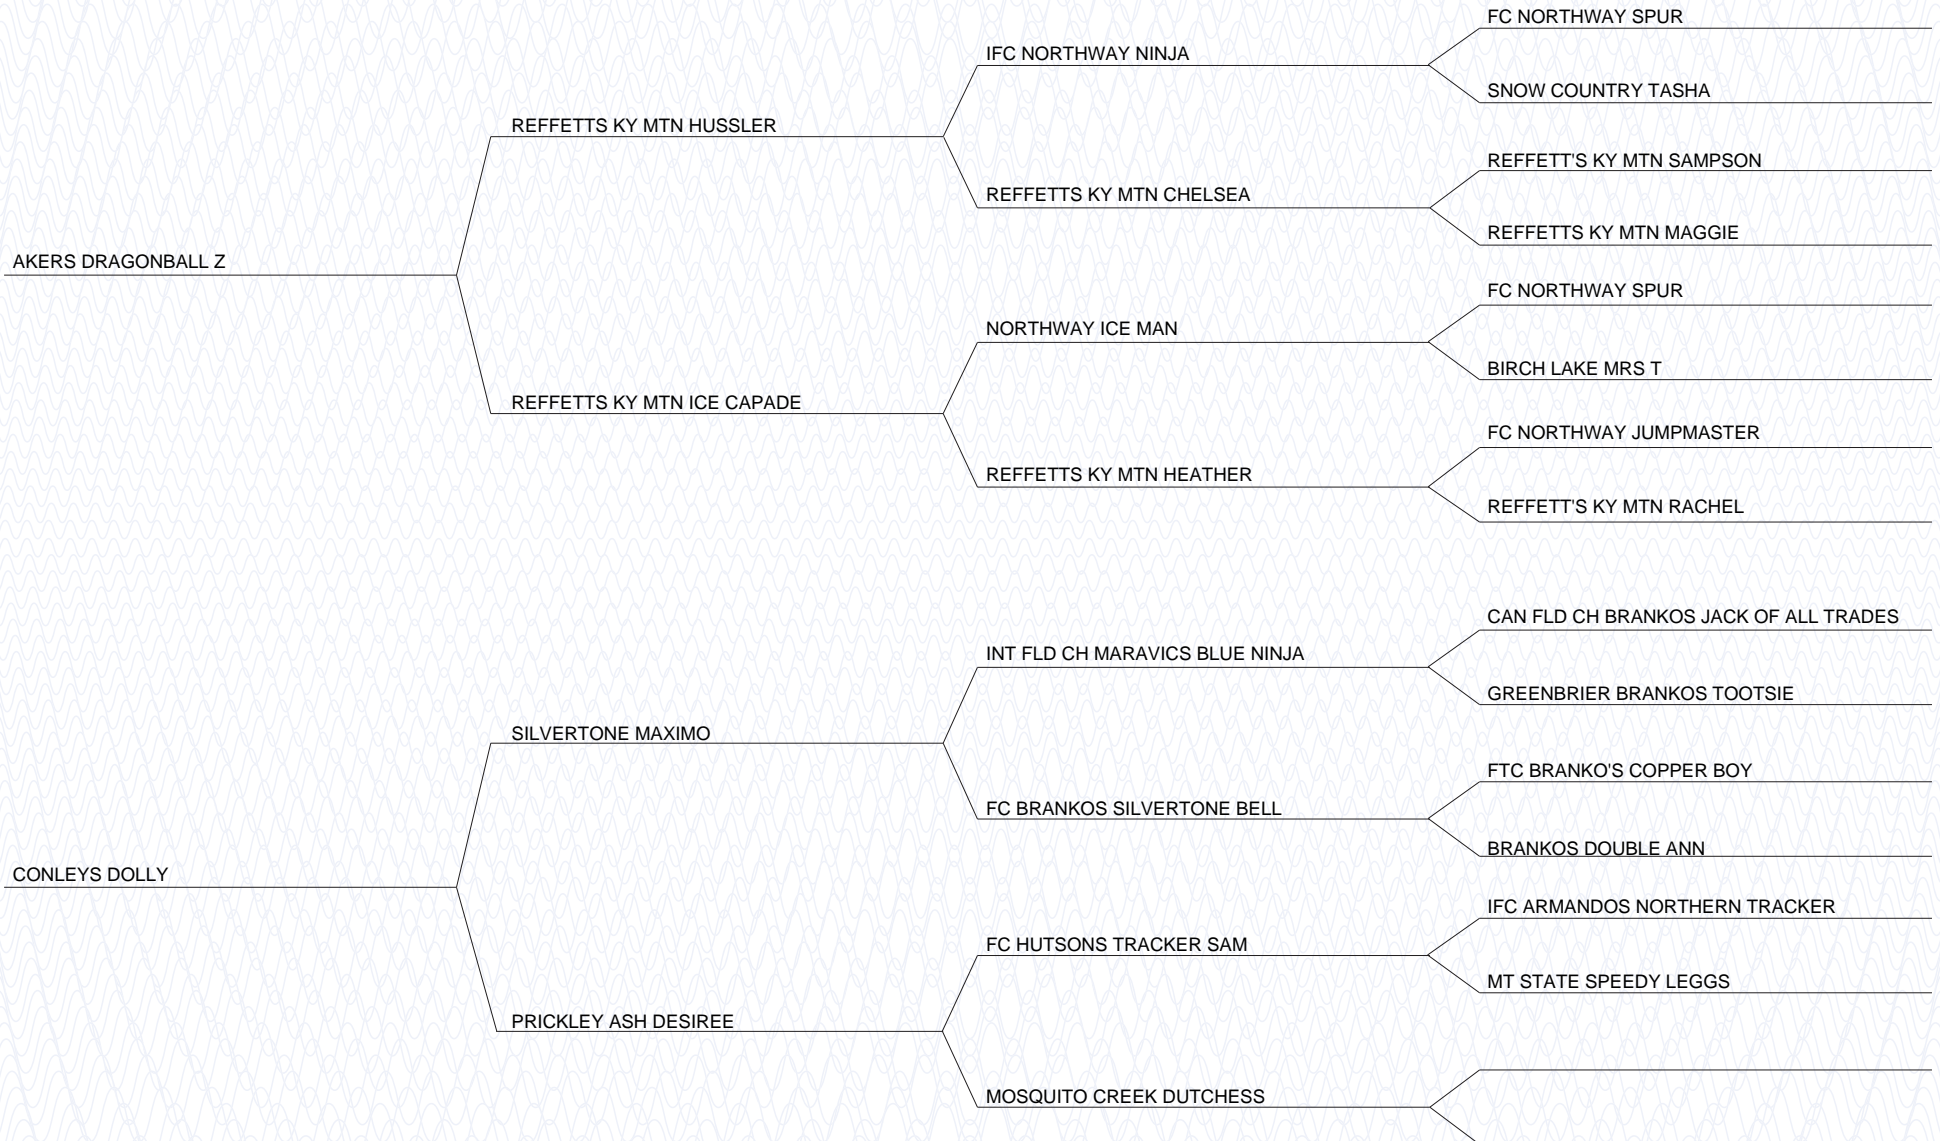 FC NORTHWAY SPUR
IFC NORTHWAY NINJA
SNOW COUNTRY TASHA
REFFETTS KY MTN HUSSLER
REFFETT'S KY MTN SAMPSON
REFFETTS KY MTN CHELSEA
REFFETTS KY MTN MAGGIE
AKERS DRAGONBALL Z
FC NORTHWAY SPUR
NORTHWAY ICE MAN
BIRCH LAKE MRS T
REFFETTS KY MTN ICE CAPADE
FC NORTHWAY JUMPMASTER
REFFETTS KY MTN HEATHER
REFFETT'S KY MTN RACHEL
CAN FLD CH BRANKOS JACK OF ALL TRADES
INT FLD CH MARAVICS BLUE NINJA
GREENBRIER BRANKOS TOOTSIE
SILVERTONE MAXIMO
FTC BRANKO'S COPPER BOY
FC BRANKOS SILVERTONE BELL
BRANKOS DOUBLE ANN
CONLEYS DOLLY
IFC ARMANDOS NORTHERN TRACKER
FC HUTSONS TRACKER SAM
MT STATE SPEEDY LEGGS
PRICKLEY ASH DESIREE
MOSQUITO CREEK DUTCHESS